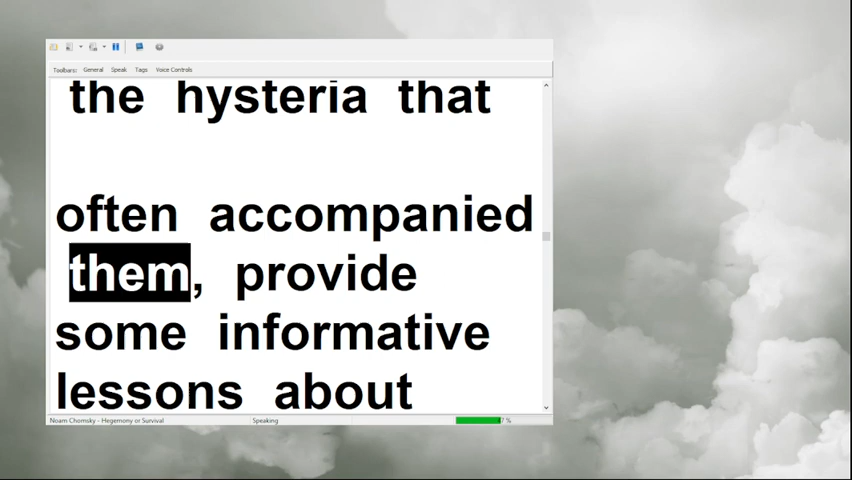 Toolbars: General Speak Tags Voice Controls
the hysteria that
often accompanied
them, provide
some informative
lessons about
Noam Chomsky - Hegemony or Survival Speaking